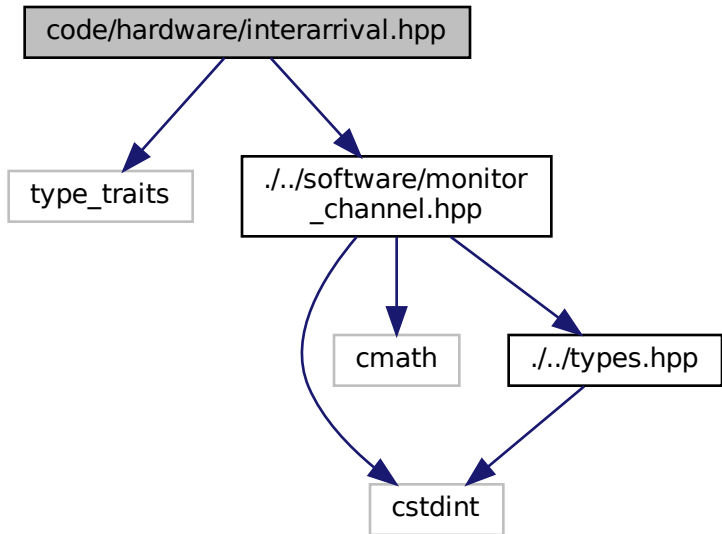 code/hardware/interarrival.hpp
type_traits
./../software/monitor
_channel.hpp
cmath
./../types.hpp
cstdint